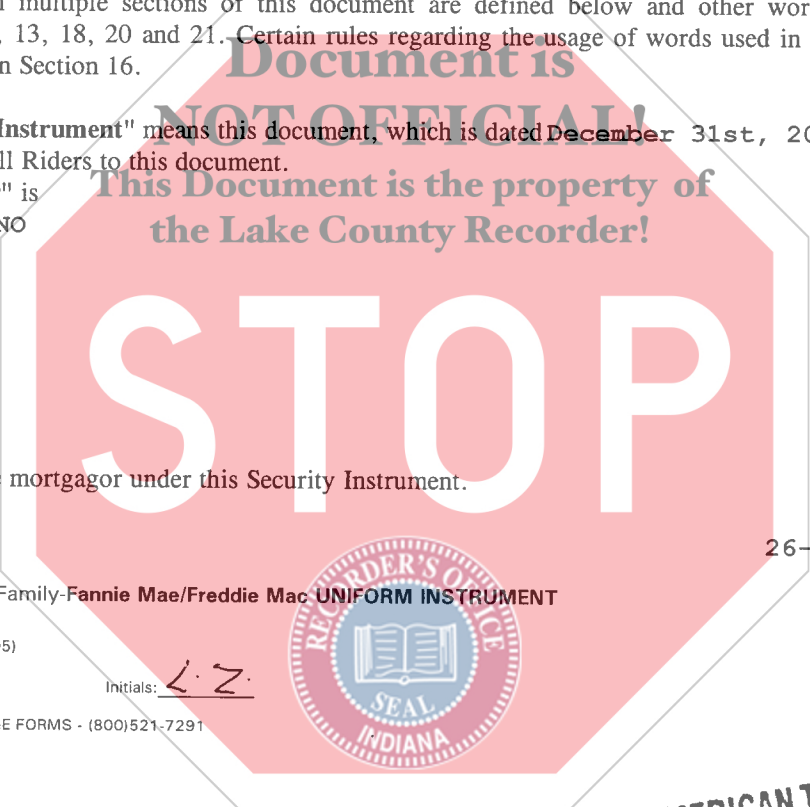 multiple sections of this document are defined below and other wor
, 13, 18, 20 and 21. Certain rules regarding the usage of words used in
n Section 16.
Document is
NOT OFFICIAL!
Instrument" means this document, which is dated December 31st, 20
ll Riders to this document.
" is
This Document is the property of
NO
the Lake County Recorder!
STOP
mortgagor under this Security Instrument.
26-
Family-Fannie Mae/Freddie Mac UNIFORM INSTRUMENT
5)
Initials: L. Z.
E FORMS - (800)521-7291
RECORDER'S OFFICE
SEAL
INDIANA
ERICAN T